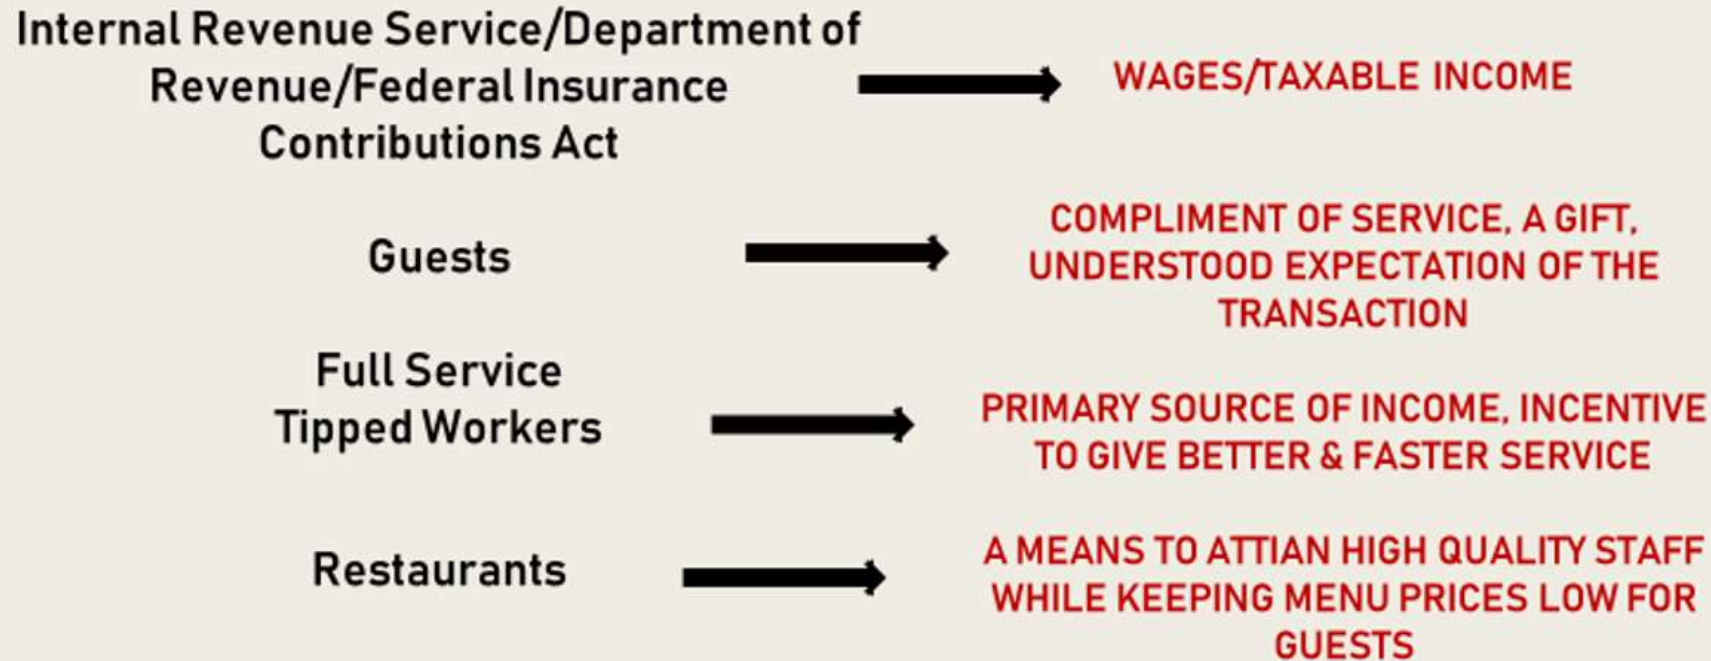 Internal Revenue Service/Department of
Revenue/Federal Insurance
Contributions Act
WAGES/TAXABLE INCOME
Guests
COMPLIMENT OF SERVICE, A GIFT,
UNDERSTOOD EXPECTATION OF THE
TRANSACTION
Full Service
Tipped Workers
PRIMARY SOURCE OF INCOME, INCENTIVE
TO GIVE BETTER & FASTER SERVICE
Restaurants
A MEANS TO ATTIAN HIGH QUALITY STAFF
WHILE KEEPING MENU PRICES LOW FOR
GUESTS